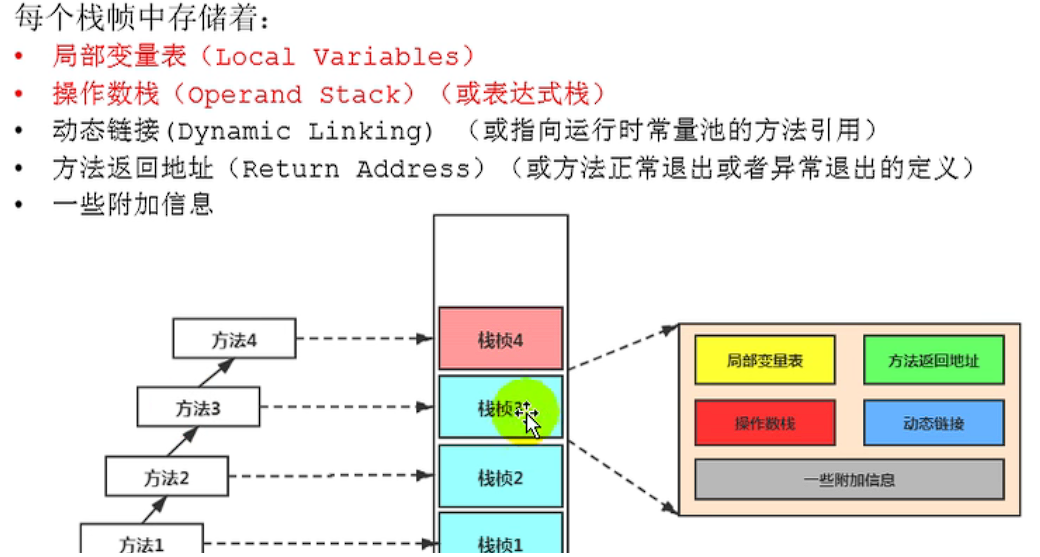 每个栈帧中存储着：
• 局部变量表（Local Variables）
• 操作数栈（Operand Stack）（或表达式栈）
• 动态链接(Dynamic Linking) （或指向运行时常量池的方法引用）
• 方法返回地址（Return Address）（或方法正常退出或者异常退出的定义）
• 一些附加信息
方法4
栈桢4
方法3
栈桢3
方法2
栈桢2
方法1
栈桢1
局部变量表
方法返回地址
操作数栈
动态链接
一些附加信息